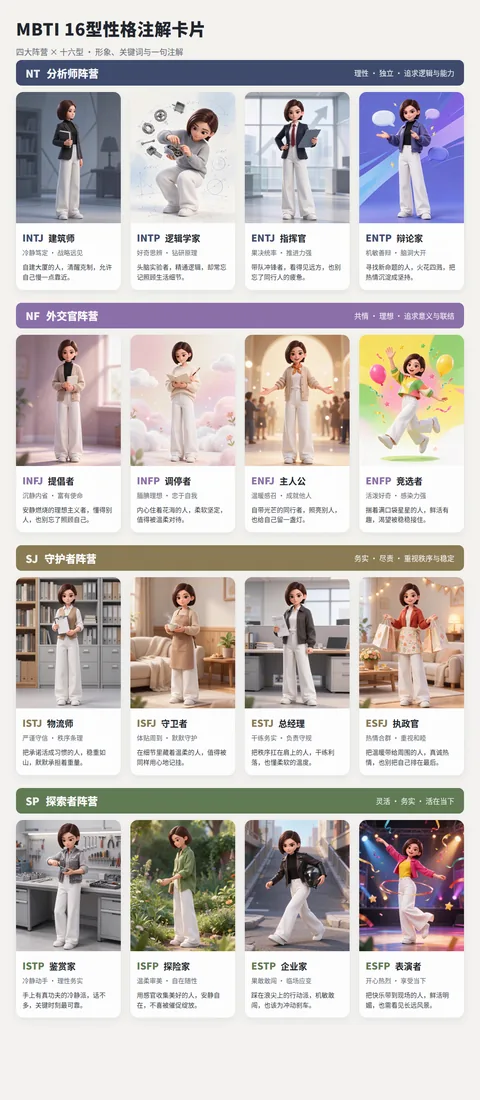 MBTI 16型性格注解卡片
四大阵营 × 十六型 · 形象、关键词与一句注解
NT 分析师阵营
理性 · 独立 · 追求逻辑与能力
INTJ 建筑师
冷静笃定 · 战略远见
自建大厦的人，清醒克制，允许
自己慢一点靠近。
INTP 逻辑学家
好奇思辨 · 钻研原理
头脑实验者，精通逻辑，却常忘
记照顾生活细节。
ENTJ 指挥官
果决统率 · 推进力强
带队冲锋者，看得见远方，也别
忘了同行人的疲惫。
ENTP 辩论家
机敏善辩 · 脑洞大开
寻找新命题的人，火花四溅，把
热情沉淀成坚持。
NF 外交官阵营
共情 · 理想 · 追求意义与联结
INFJ 提倡者
沉静内省 · 富有使命
安静燃烧的理想主义者，懂得别
人，也别忘了照顾自己。
INFP 调停者
细腻理想 · 忠于自我
内心住着花海的人，柔软坚定，
值得被温柔对待。
ENFJ 主人公
温暖感召 · 成就他人
自带光芒的同行者，照亮别人，
也给自己留一盏灯。
ENFP 竞选者
活泼好奇 · 感染力强
揣着满口袋星星的人，鲜活有
趣，渴望被稳稳接住。
SJ 守护者阵营
务实 · 尽责 · 重视秩序与稳定
ISTJ 物流师
严谨守信 · 秩序条理
把承诺活成习惯的人，稳重如
山，默默承担着重量。
ISFJ 守卫者
体贴周到 · 默默守护
在细节里藏着温柔的人，值得被
同样用心地记挂。
ESTJ 总经理
干练务实 · 负责守规
把秩序扛在肩上的人，干练利
落，也懂柔软的温度。
ESFJ 执政官
热情合群 · 重视和睦
把温暖带给周围的人，真诚热
情，也别把自己排在最后。
SP 探索者阵营
灵活 · 务实 · 活在当下
ISTP 鉴赏家
冷静动手 · 理性务实
手上有真功夫的冷静派，话不
多，关键时刻最可靠。
ISFP 探险家
温柔审美 · 自在随性
用感官收集美好的人，安静自
在，不喜被催促绽放。
ESTP 企业家
果敢敢闯 · 临场应变
踩在浪尖上的行动派，机敏敢
闯，也该为冲动刹车。
ESFP 表演者
开心热烈 · 享受当下
把快乐带到现场的人，鲜活明
媚，也需看见长远风景。